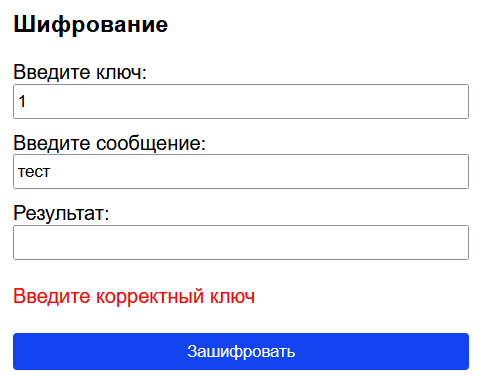 Шифрование
Введите ключ:
1
Введите сообщение:
тест
Результат:
Введите корректный ключ
Зашифровать